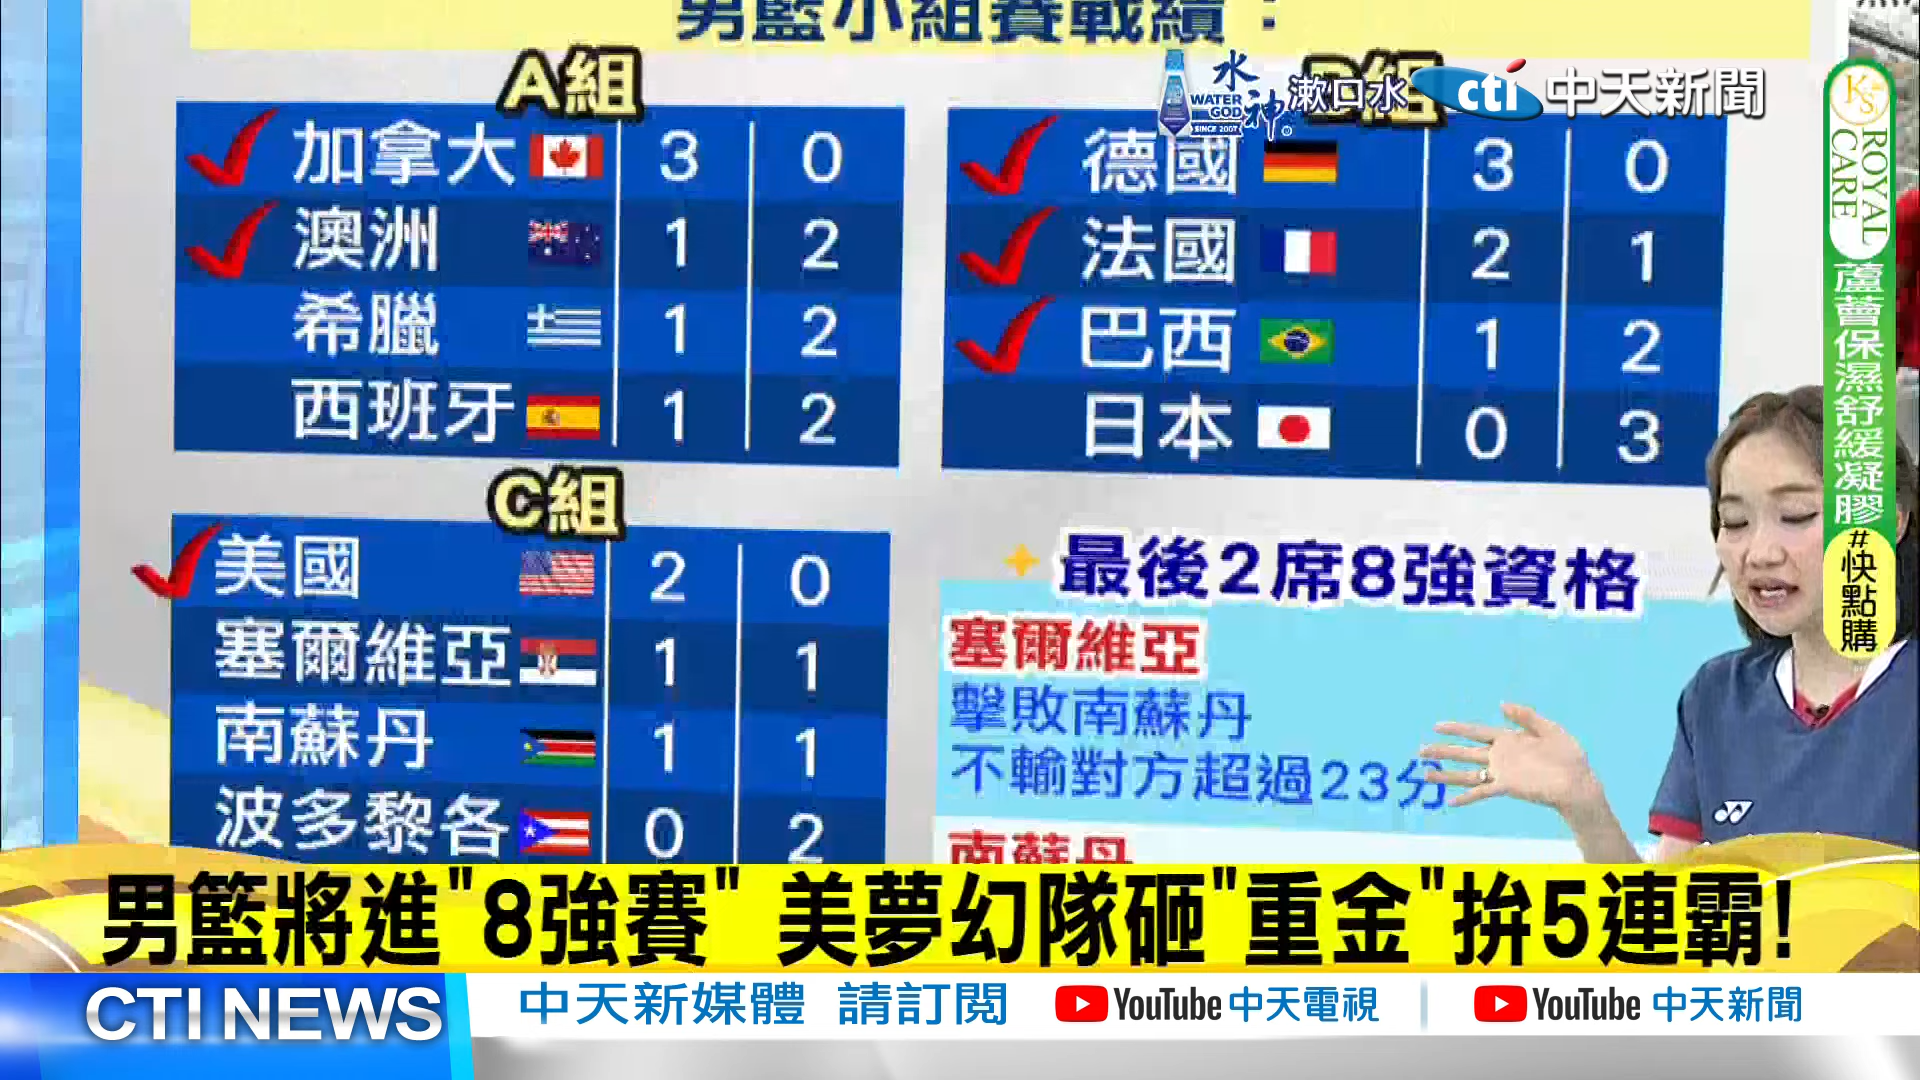 男籃小組賽戰績：
A組
加拿大 3 0
澳洲 1 2
希臘 1 2
西班牙 1 2
組
德國 3 0
法國 2 1
巴西 1 2
日本 0 3
C組
美國 2 0
塞爾維亞 1 1
南蘇丹 1 1
波多黎各 0 2
最後2席8強資格
塞爾維亞
擊敗南蘇丹
不輸對方超過23分
南蘇丹
水神
WATER GOD
SINCE 2007
漱口水
cti 中天新聞
KS
ROYAL CARE
蘆薈保濕舒緩凝膠
#快點購
男籃將進"8強賽" 美夢幻隊砸"重金"拚5連霸!
CTI NEWS
中天新媒體 請訂閱 YouTube 中天電視 | YouTube 中天新聞